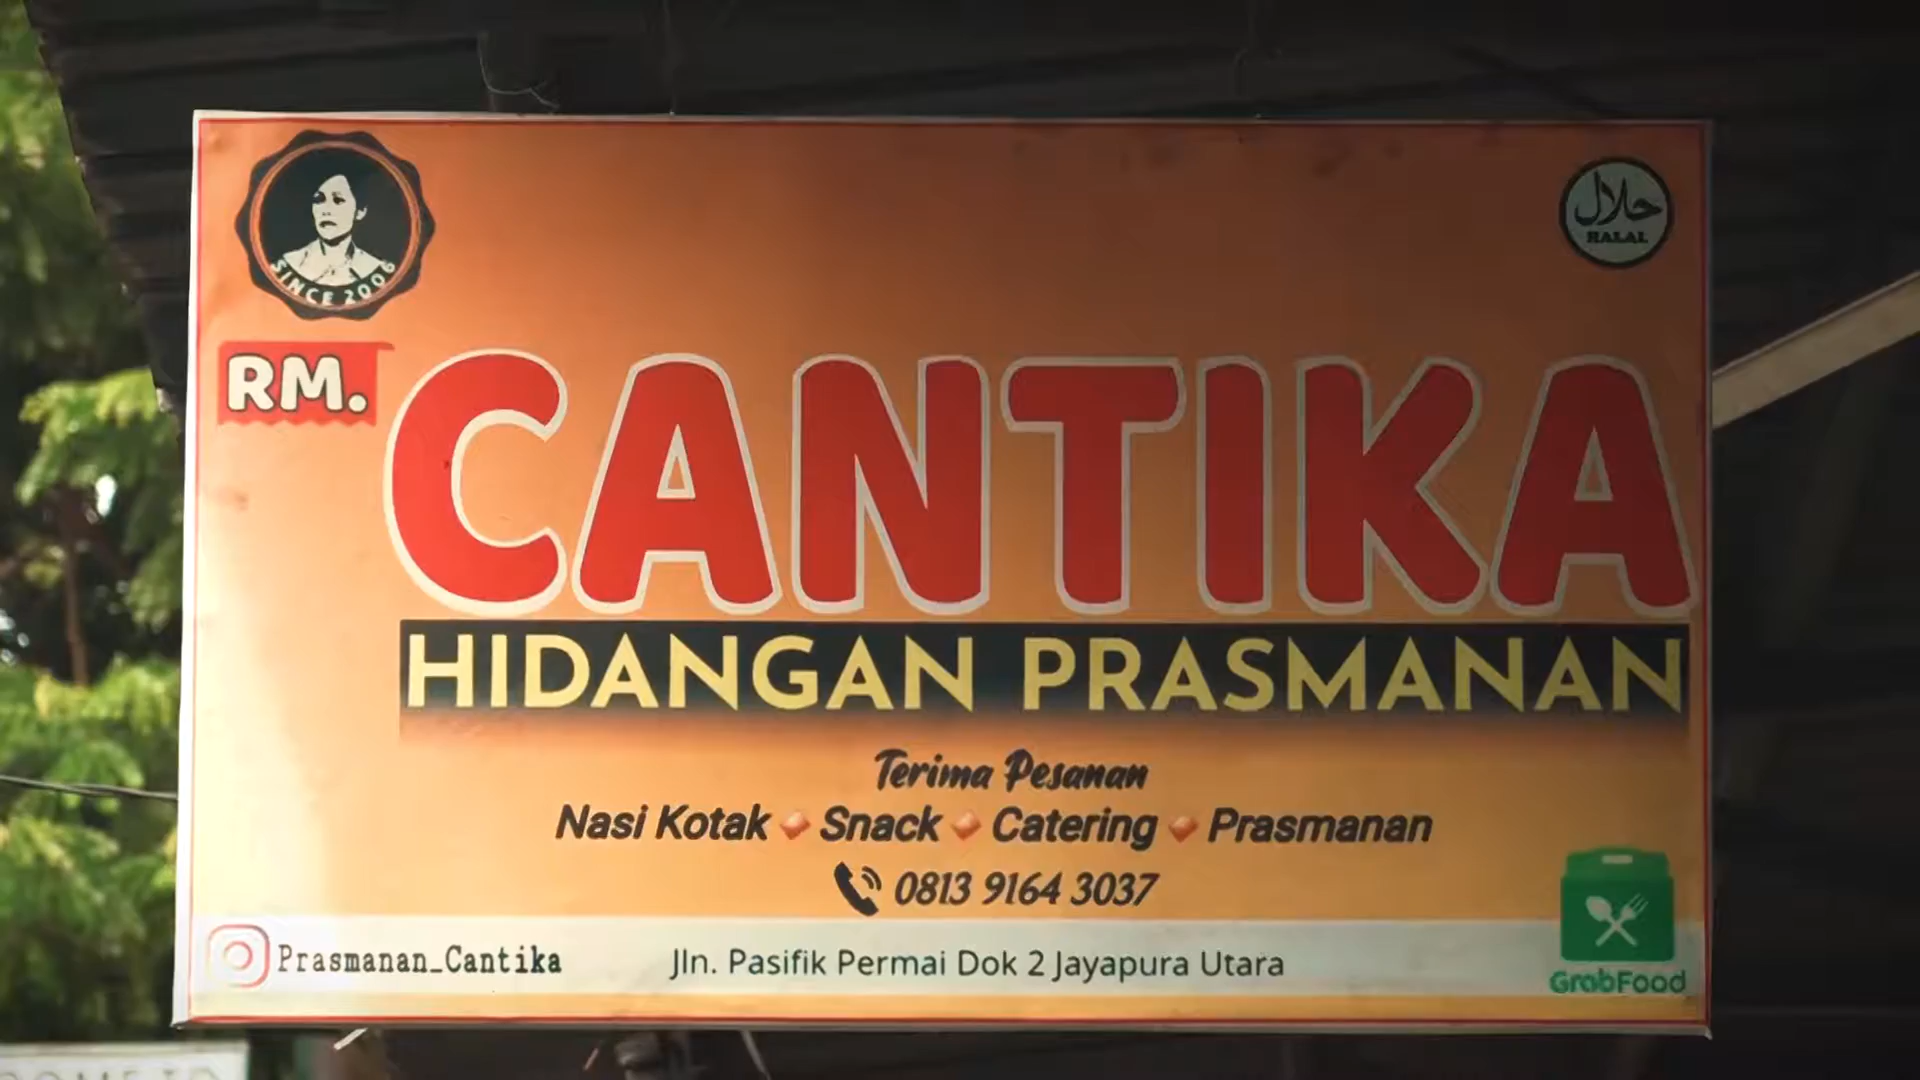 SINCE 2006
حلال
HALAL
RM.
CANTIKA
HIDANGAN PRASMANAN
Terima Pesanan
Nasi Kotak Snack Catering Prasmanan
0813 9164 3037
Prasmanan_Cantika
Jln. Pasifik Permai Dok 2 Jayapura Utara
GrabFood